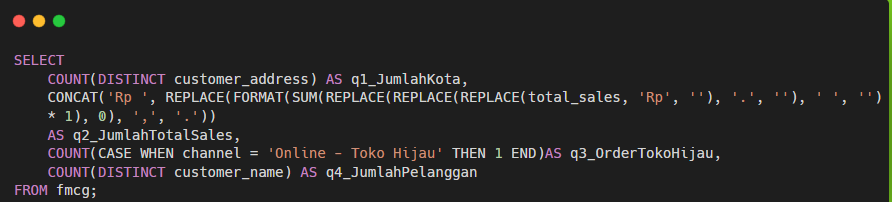 SELECT
    COUNT(DISTINCT customer_address) AS q1_JumlahKota,
    CONCAT('Rp ', REPLACE(FORMAT(SUM(REPLACE(REPLACE(REPLACE(total_sales, 'Rp', ''), '.', ''), ' ', '')
    * 1), 0), ',', '.'))
    AS q2_JumlahTotalSales,
    COUNT(CASE WHEN channel = 'Online - Toko Hijau' THEN 1 END)AS q3_OrderTokoHijau,
    COUNT(DISTINCT customer_name) AS q4_JumlahPelanggan
FROM fmcg;